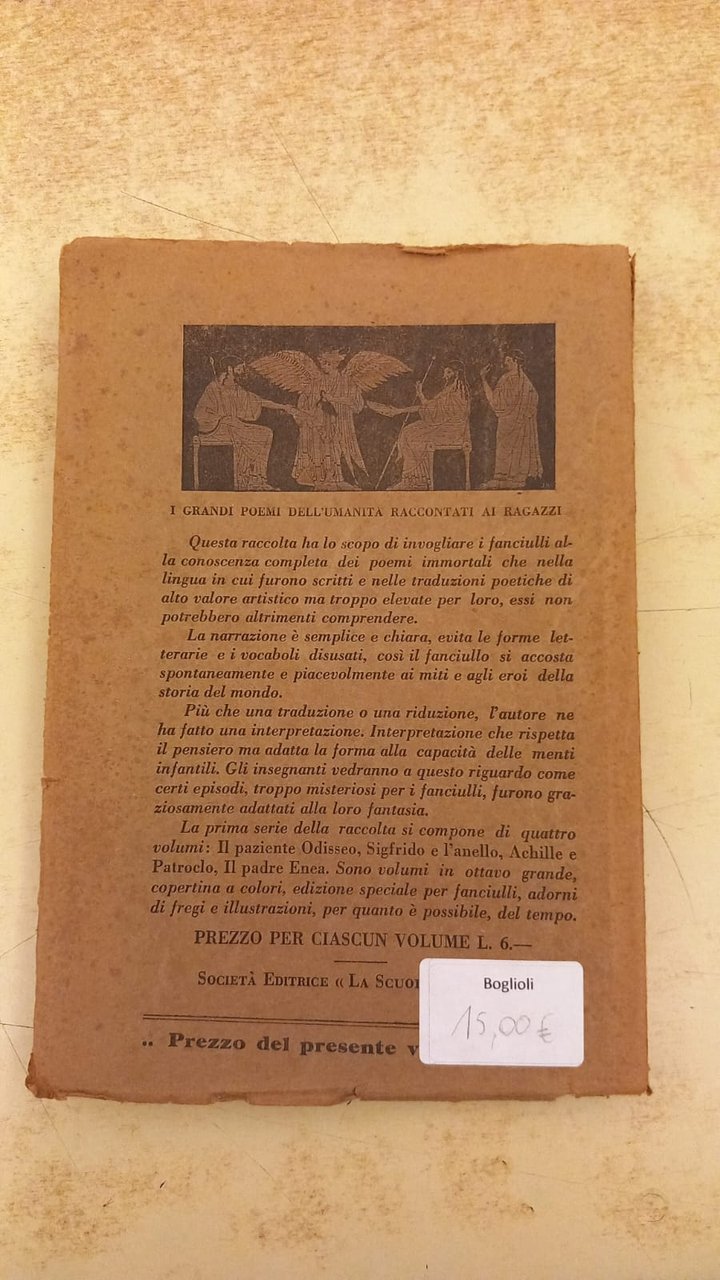 I GRANDI POEMI DELL'UMANITÀ RACCONTATI AI RAGAZZI
Questa raccolta ha lo scopo di invogliare i fanciulli al-
la conoscenza completa dei poemi immortali che nella
lingua in cui furono scritti e nelle traduzioni poetiche di
alto valore artistico ma troppo elevate per loro, essi non
potrebbero altrimenti comprendere.
La narrazione è semplice e chiara, evita le forme let-
terarie e i vocaboli disusati, così il fanciullo si accosta
spontaneamente e piacevolmente ai miti e agli eroi della
storia del mondo.
Più che una traduzione o una riduzione, l'autore ne
ha fatto una interpretazione. Interpretazione che rispetta
il pensiero ma adatta la forma alla capacità delle menti
infantili. Gli insegnanti vedranno a questo riguardo come
certi episodi, troppo misteriosi per i fanciulli, furono gra-
ziosamente adattati alla loro fantasia.
La prima serie della raccolta si compone di quattro
volumi: Il paziente Odisseo, Sigfrido e l'anello, Achille e
Patroclo, Il padre Enea. Sono volumi in ottavo grande,
copertina a colori, edizione speciale per fanciulli, adorni
di fregi e illustrazioni, per quanto è possibile, del tempo.
PREZZO PER CIASCUN VOLUME L. 6.—
SOCIETÀ EDITRICE « LA SCUO
.. Prezzo del presente v
Boglioli
15,00 €